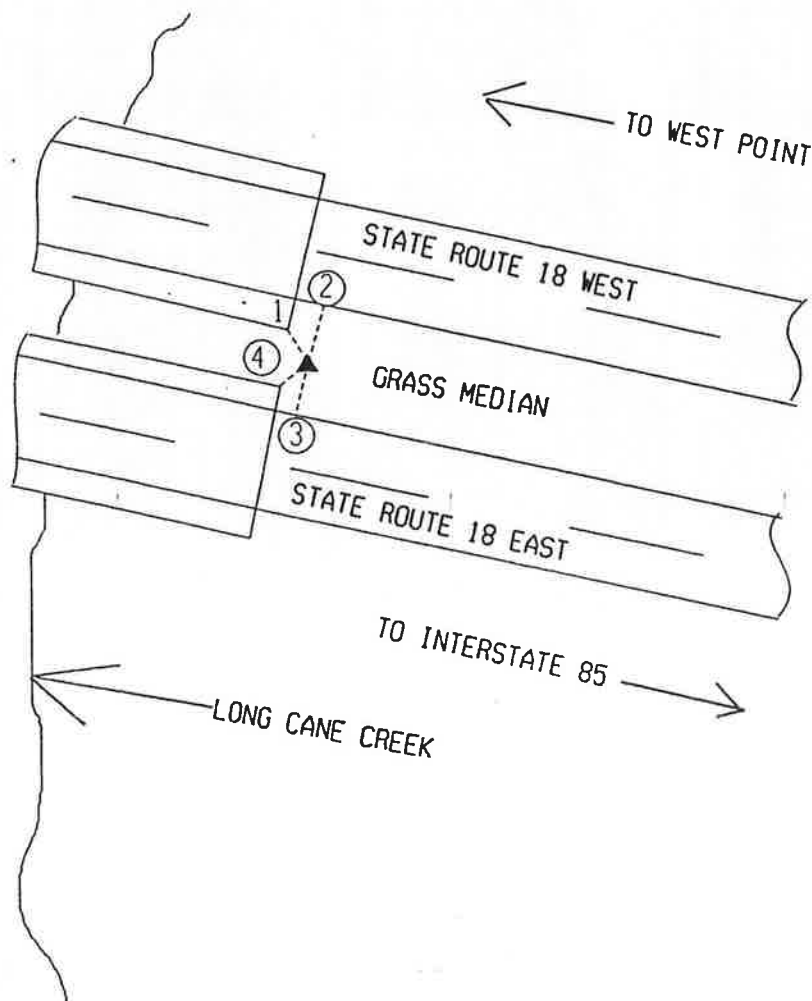 TO WEST POINT
STATE ROUTE 18 WEST
1
2
4
GRASS MEDIAN
3
STATE ROUTE 18 EAST
TO INTERSTATE 85
LONG CANE CREEK